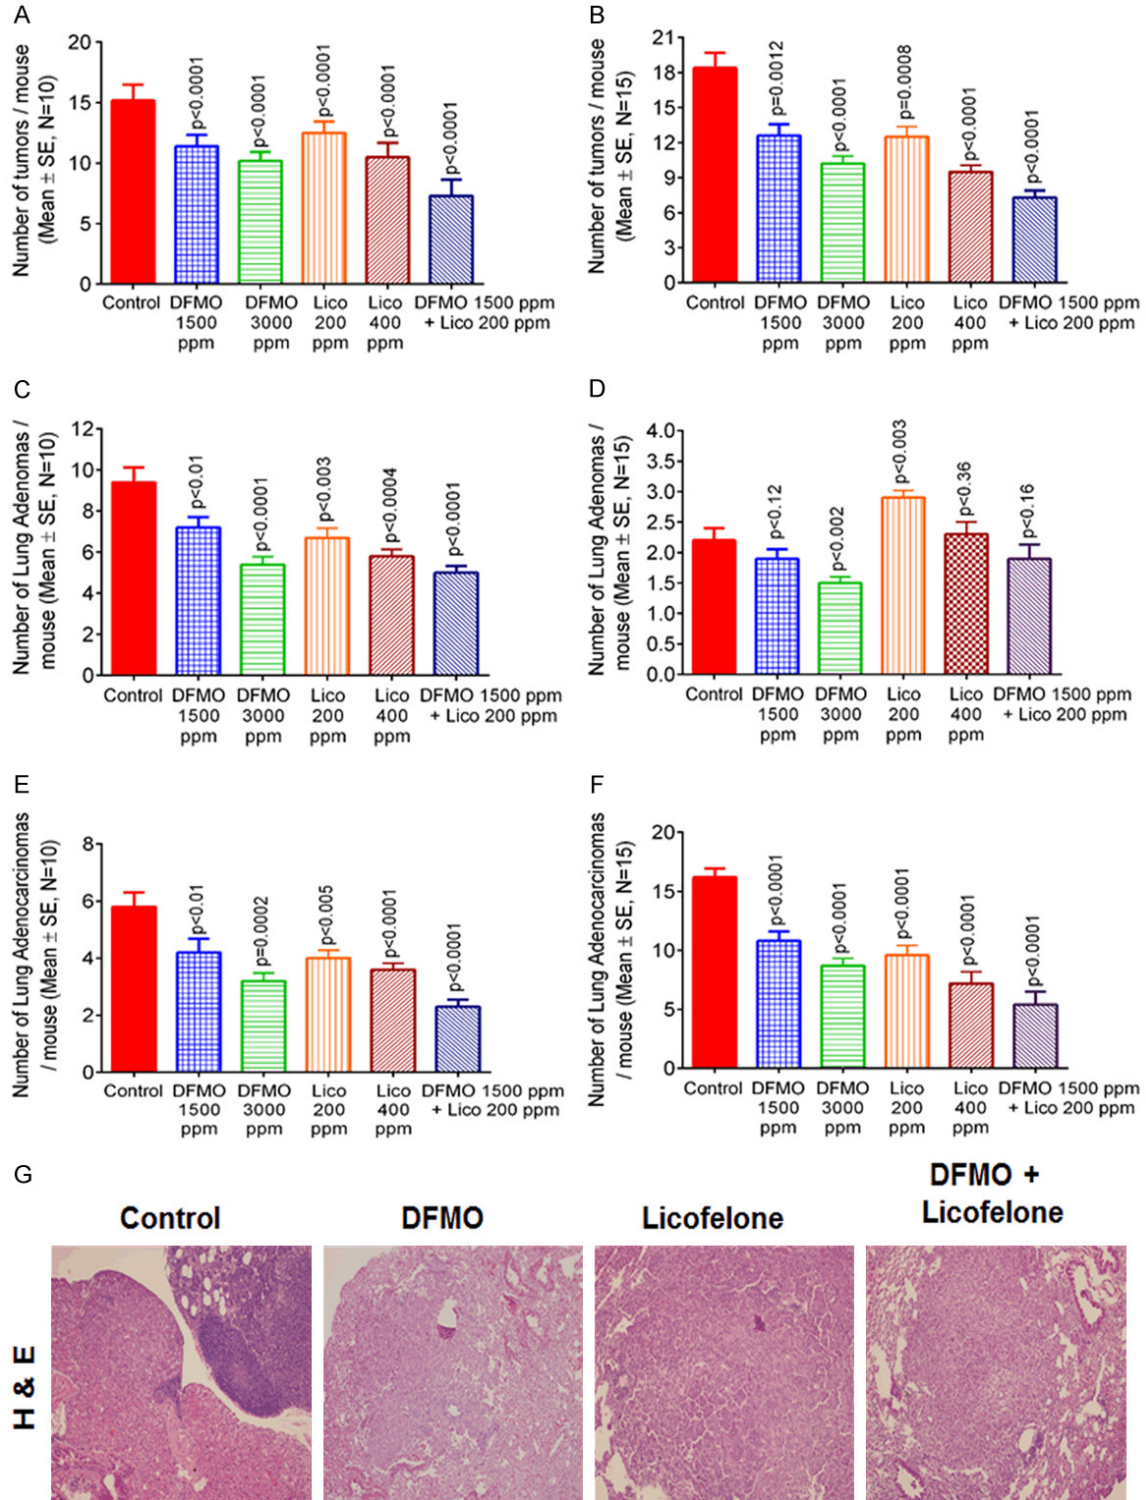 A
Number of tumors / mouse
(Mean ± SE, N=10)
20
15
10
5
0
p<0.0001
p<0.0001
p<0.0001
p<0.0001
p<0.0001
Control DFMO DFMO Lico Lico DFMO 1500 ppm
1500 3000 200 400 + Lico 200 ppm
ppm ppm ppm ppm
B
Number of tumors / mouse
(Mean ± SE, N=15)
21
18
15
12
9
6
3
0
p=0.0012
p<0.0001
p=0.0008
p<0.0001
p<0.0001
Control DFMO DFMO Lico Lico DFMO 1500 ppm
1500 3000 200 400 + Lico 200 ppm
ppm ppm ppm ppm
C
Number of Lung Adenomas /
mouse (Mean ± SE, N=10)
12
10
8
6
4
2
0
p<0.01
p<0.0001
p<0.003
p<0.0004
p<0.0001
Control DFMO DFMO Lico Lico DFMO 1500 ppm
1500 3000 200 400 + Lico 200 ppm
ppm ppm ppm ppm
D
Number of Lung Adenomas /
mouse (Mean ± SE, N=15)
4.0
3.5
3.0
2.5
2.0
1.5
1.0
0.5
0.0
p<0.12
p<0.002
p<0.003
p<0.36
p<0.16
Control DFMO DFMO Lico Lico DFMO 1500 ppm
1500 3000 200 400 + Lico 200 ppm
ppm ppm ppm ppm
E
Number of Lung Adenocarcinomas
/ mouse (Mean ± SE, N=10)
8
6
4
2
0
p<0.01
p=0.0002
p<0.005
p<0.0001
p<0.0001
Control DFMO DFMO Lico Lico DFMO 1500 ppm
1500 3000 200 400 + Lico 200 ppm
ppm ppm ppm ppm
F
Number of Lung Adenocarcinomas
/ mouse (Mean ± SE, N=15)
20
15
10
5
0
p<0.0001
p<0.0001
p<0.0001
p<0.0001
p<0.0001
Control DFMO DFMO Lico Lico DFMO 1500 ppm
1500 3000 200 400 + Lico 200 ppm
ppm ppm ppm ppm
G
Control
DFMO
Licofelone
DFMO +
Licofelone
H & E